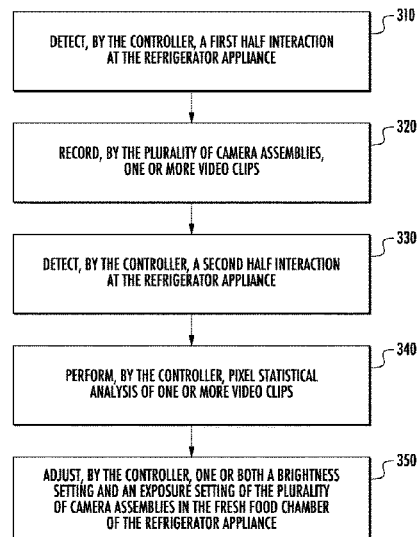 310
DETECT, BY THE CONTROLLER, A FIRST HALF INTERACTION
AT THE REFRIGERATOR APPLIANCE
320
RECORD, BY THE PLURALITY OF CAMERA ASSEMBLIES,
ONE OR MORE VIDEO CLIPS
330
DETECT, BY THE CONTROLLER, A SECOND HALF INTERACTION
AT THE REFRIGERATOR APPLIANCE
340
PERFORM, BY THE CONTROLLER, PIXEL STATISTICAL
ANALYSIS OF ONE OR MORE VIDEO CLIPS
350
ADJUST, BY THE CONTROLLER, ONE OR BOTH A BRIGHTNESS
SETTING AND AN EXPOSURE SETTING OF THE PLURALITY
OF CAMERA ASSEMBLIES IN THE FRESH FOOD CHAMBER
OF THE REFRIGERATOR APPLIANCE